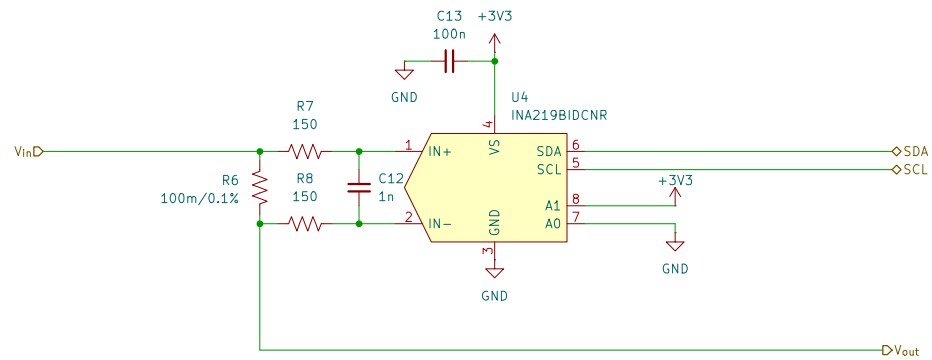 C13
100n
+3V3
GND
U4
INA219BIDCNR
R7
150
Vin
1
IN+
4
VS
SDA
6
SDA
SCL
5
SCL
R6
100m/0.1%
R8
150
C12
1n
+3V3
A1
8
2
IN-
GND
3
A0
7
GND
GND
Vout